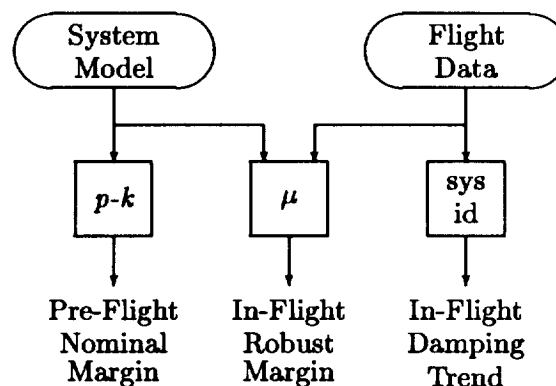 System
Model
Flight
Data
p-k
μ
sys
id
Pre-Flight
Nominal
Margin
In-Flight
Robust
Margin
In-Flight
Damping
Trend